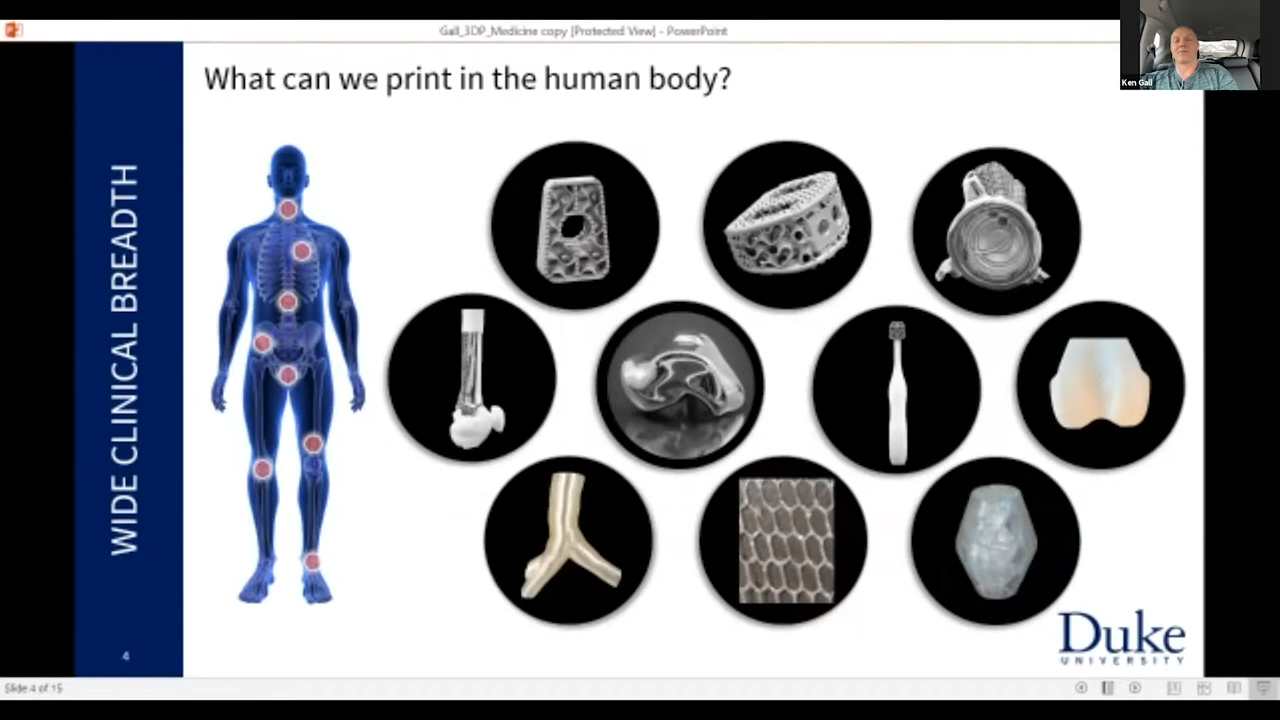 Gall_3DP_Medicine copy [Protected View] - PowerPoint
Ken Gall
What can we print in the human body?
WIDE CLINICAL BREADTH
4
Duke
UNIVERSITY
Slide 4 of 15